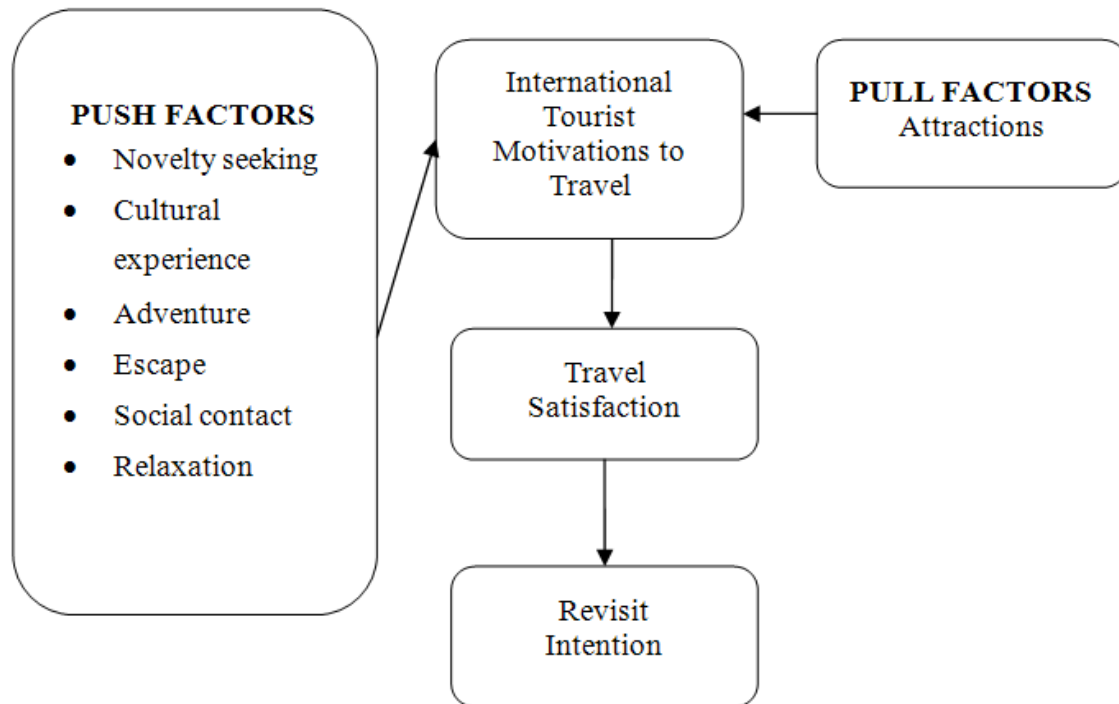 PUSH FACTORS
● Novelty seeking
● Cultural
experience
● Adventure
● Escape
● Social contact
● Relaxation
International
Tourist
Motivations to
Travel
PULL FACTORS
Attractions
Travel
Satisfaction
Revisit
Intention